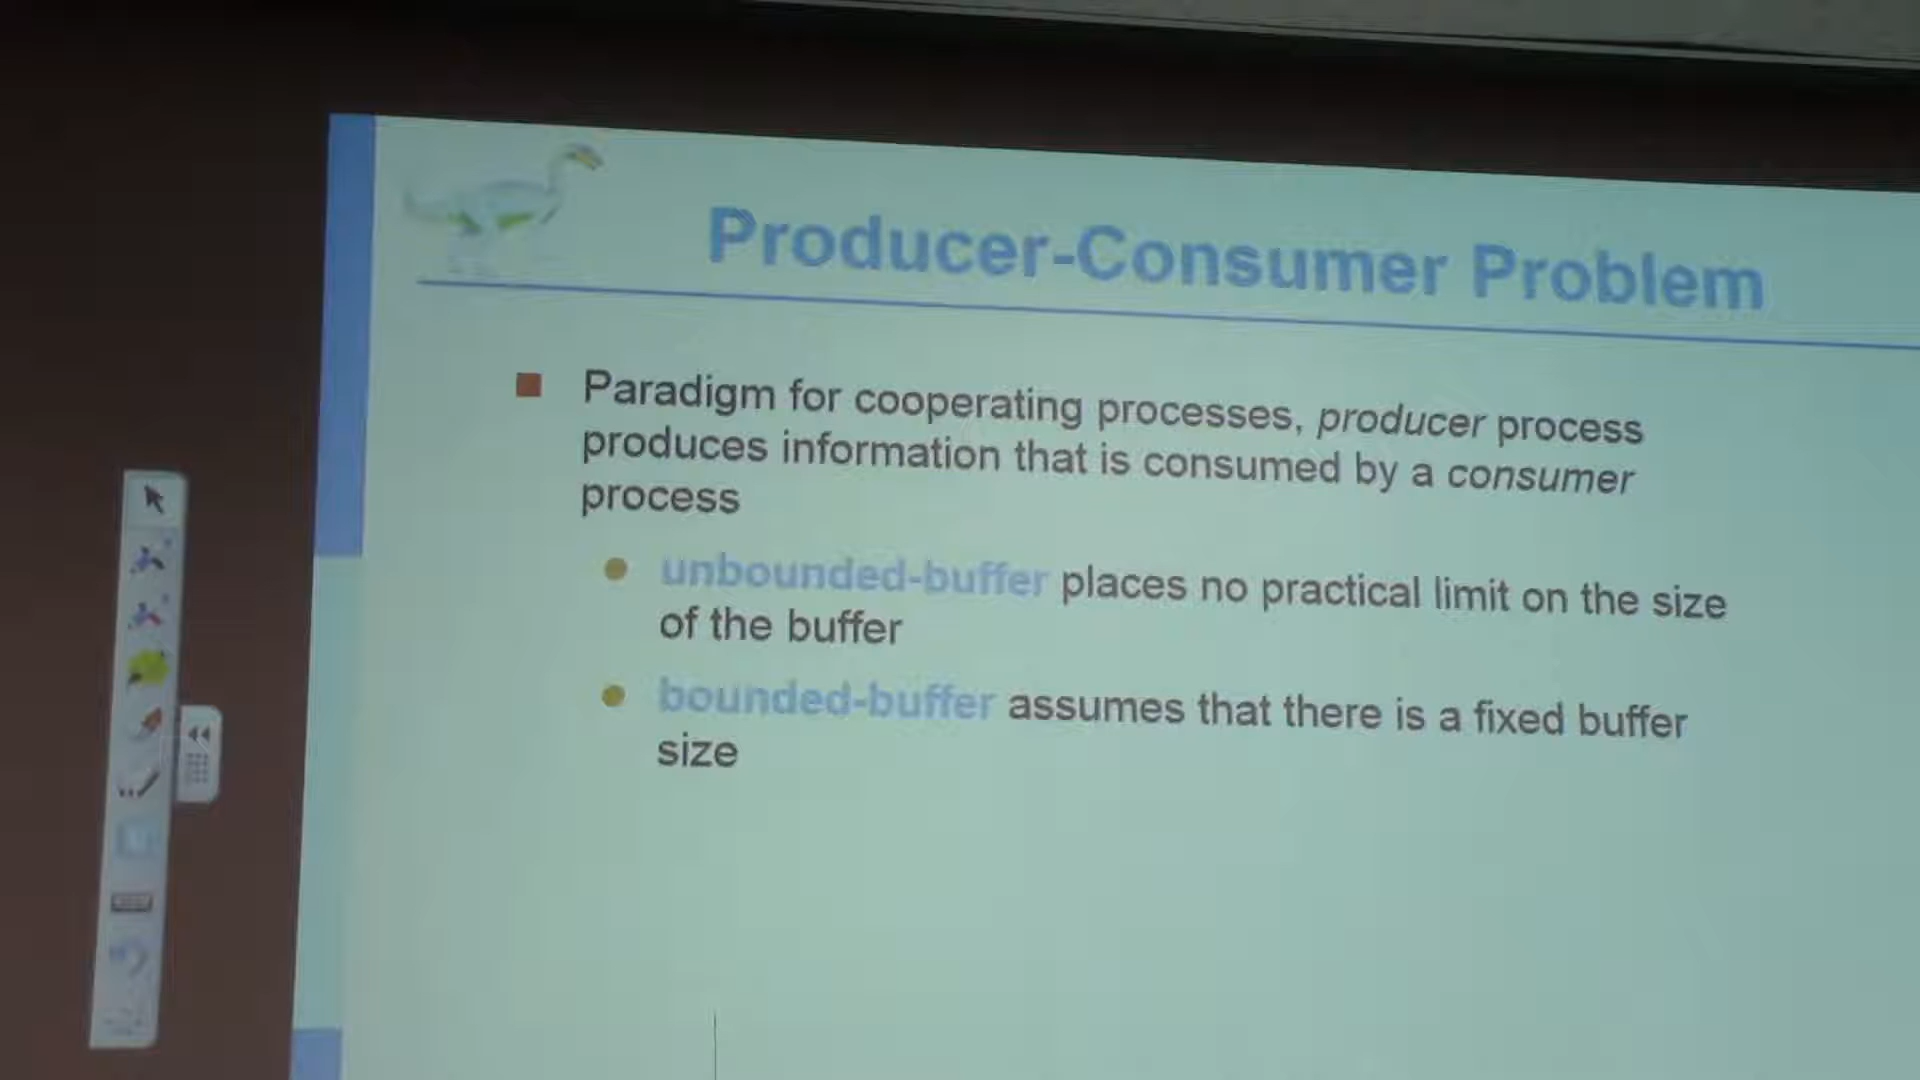 Producer-Consumer Problem
Paradigm for cooperating processes, producer process
produces information that is consumed by a consumer
process
unbounded-buffer places no practical limit on the size
of the buffer
bounded-buffer assumes that there is a fixed buffer
size